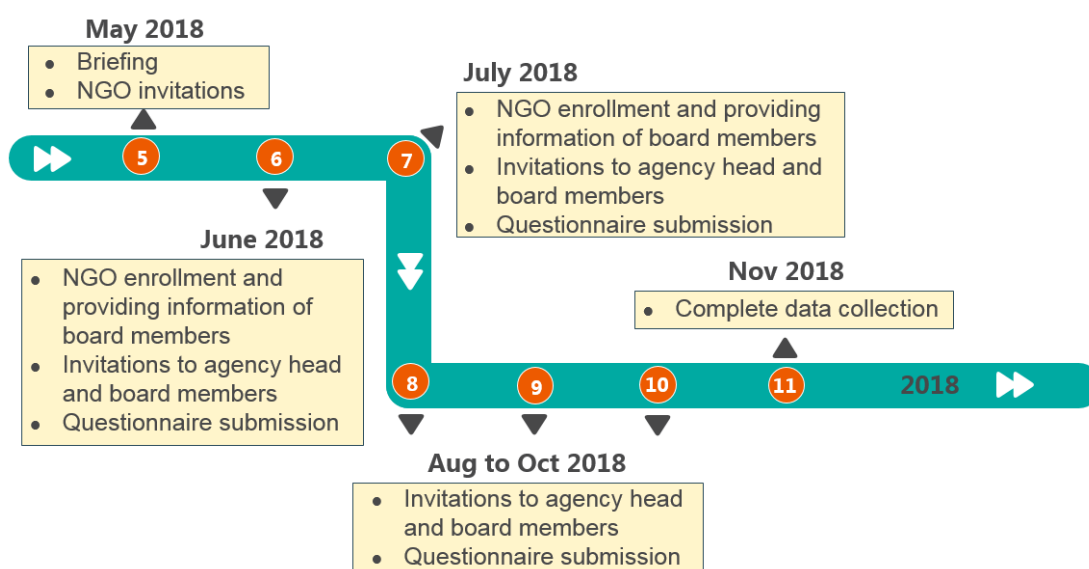 May 2018
• Briefing
• NGO invitations
July 2018
• NGO enrollment and providing
information of board members
• Invitations to agency head and
board members
• Questionnaire submission
5
6
7
June 2018
• NGO enrollment and
providing information of
board members
• Invitations to agency head
and board members
• Questionnaire submission
Nov 2018
• Complete data collection
8
9
10
11
2018
Aug to Oct 2018
• Invitations to agency head
and board members
• Questionnaire submission